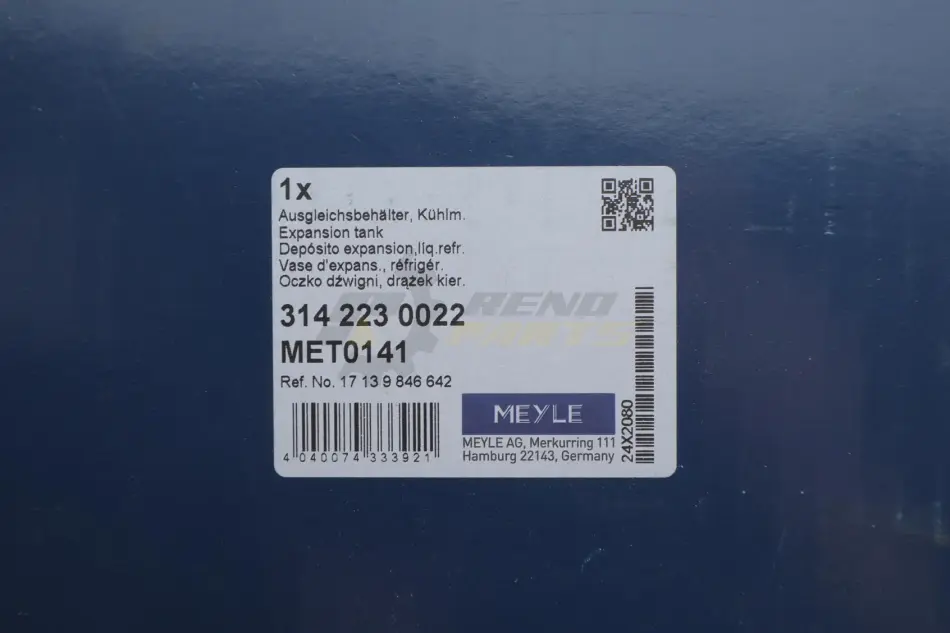 1x
Ausgleichsbehälter, Kühlm.
Expansion tank
Depósito expansion,líq.refr.
Vase d'expans., réfrigér.
Oczko dźwigni, drążek kier.
RENO
PARTS
314 223 0022
MET0141
Ref. No. 17 13 9 846 642
4 040074 333921
MEYLE
MEYLE AG, Merkurring 111
Hamburg 22143, Germany
24X2080